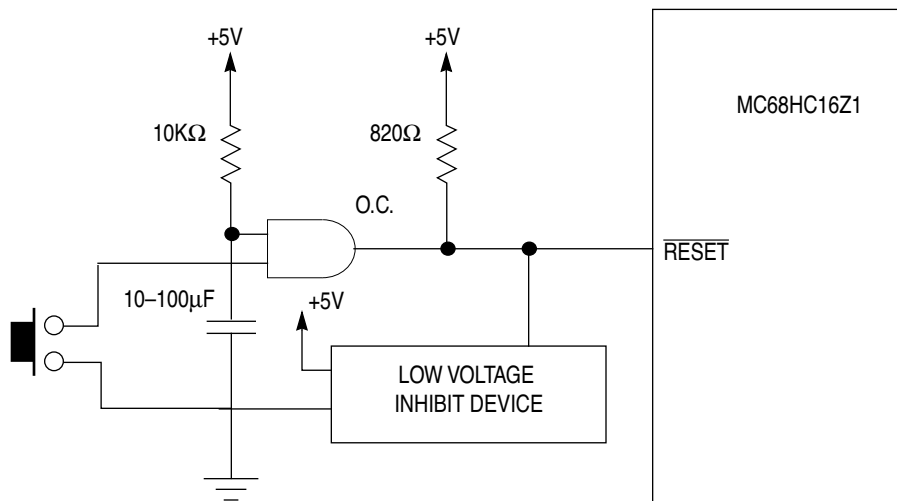 +5V
+5V
MC68HC16Z1
10KΩ
820Ω
O.C.
RESET
10–100µF
+5V
LOW VOLTAGE
INHIBIT DEVICE